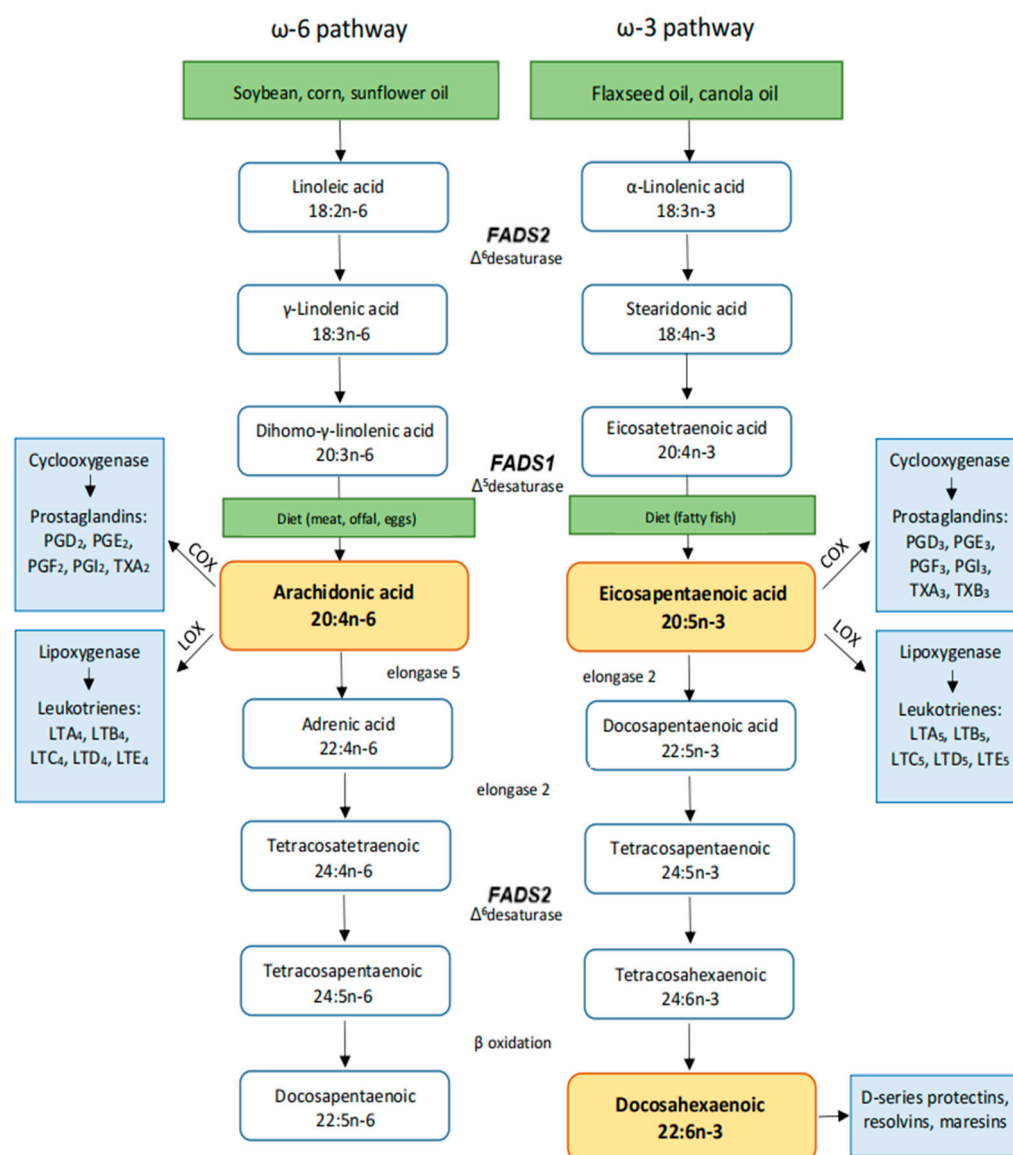 ω-6 pathway
ω-3 pathway
Soybean, corn, sunflower oil
Flaxseed oil, canola oil
Linoleic acid
18:2n-6
α-Linolenic acid
18:3n-3
FADS2
Δ⁶desaturase
γ-Linolenic acid
18:3n-6
Stearidonic acid
18:4n-3
Dihomo-γ-linolenic acid
20:3n-6
FADS1
Δ⁵desaturase
Eicosatetraenoic acid
20:4n-3
Cyclooxygenase
Prostaglandins:
PGD₂, PGE₂,
PGF₂, PGI₂, TXA₂
COX
Diet (meat, offal, eggs)
Diet (fatty fish)
Cyclooxygenase
Prostaglandins:
PGD₃, PGE₃,
PGF₃, PGI₃,
TXA₃, TXB₃
COX
Arachidonic acid
20:4n-6
Eicosapentaenoic acid
20:5n-3
LOX
Lipoxygenase
Leukotrienes:
LTA₄, LTB₄,
LTC₄, LTD₄, LTE₄
LOX
Lipoxygenase
Leukotrienes:
LTA₅, LTB₅,
LTC₅, LTD₅, LTE₅
elongase 5
elongase 2
Adrenic acid
22:4n-6
Docosapentaenoic acid
22:5n-3
elongase 2
Tetracosatetraenoic
24:4n-6
Tetracosapentaenoic
24:5n-3
FADS2
Δ⁶desaturase
Tetracosapentaenoic
24:5n-6
Tetracosahexaenoic
24:6n-3
β oxidation
Docosapentaenoic
22:5n-6
Docosahexaenoic
22:6n-3
D-series protectins,
resolvins, maresins